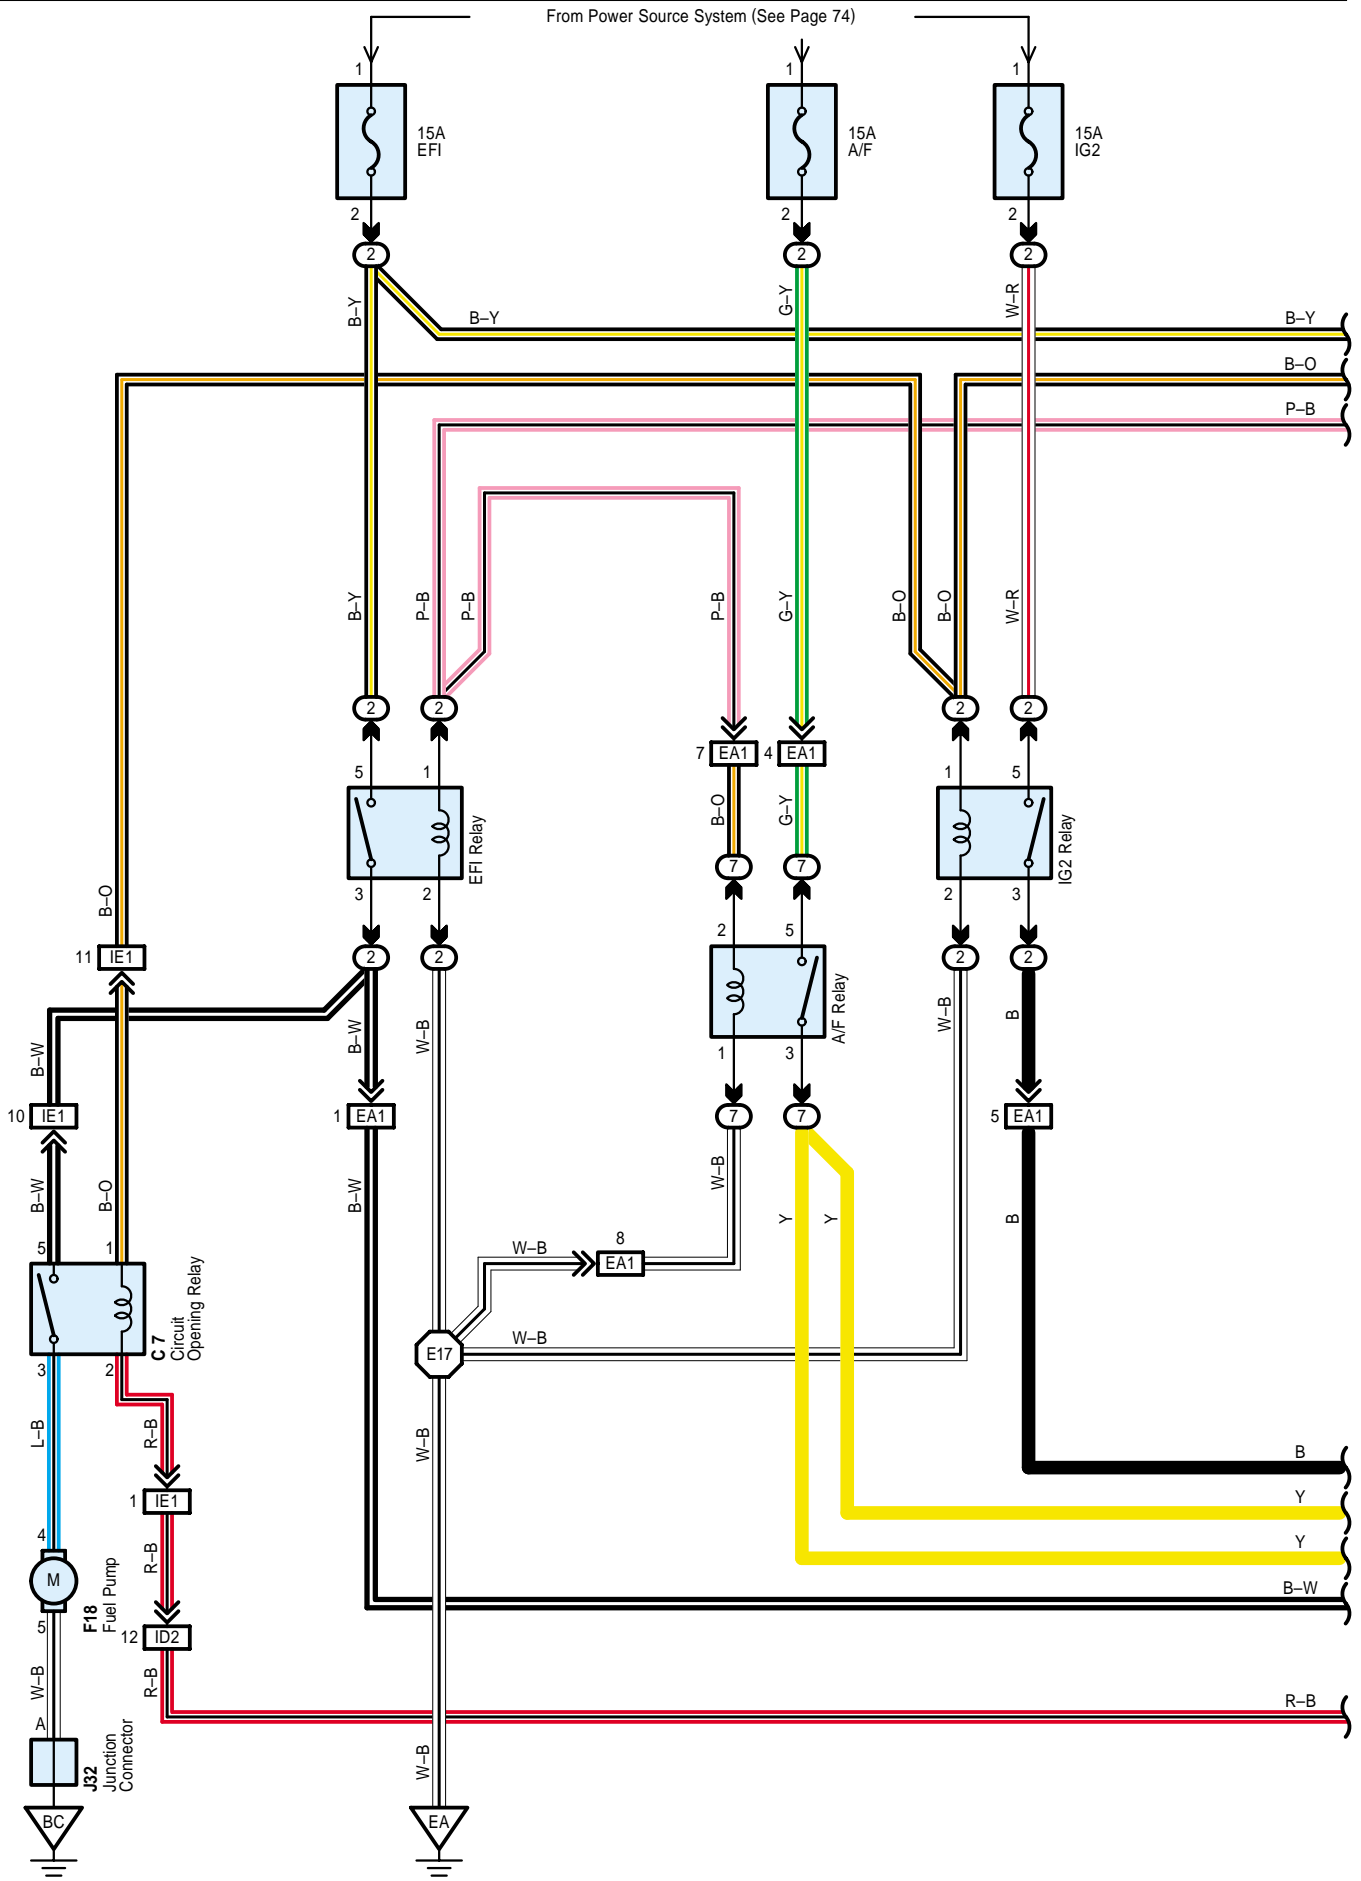 From Power Source System (See Page 74)
1
1
1
15A
EFI
15A
A/F
15A
IG2
2
2
2
2
2
2
B–Y
G–Y
W–R
B–Y
B–Y
B–O
P–B
B–Y
P–B
P–B
P–B
G–Y
B–O
B–O
W–R
2
2
2
2
7
EA1
4
EA1
5
1
1
5
B–O
G–Y
EFI Relay
IG2 Relay
7
7
3
2
2
3
B–O
2
5
11
IE1
2
2
2
2
A/F Relay
B–W
B–W
W–B
W–B
B
1
3
10
IE1
1
EA1
7
7
5
EA1
B–W
B–O
B–W
W–B
Y
Y
B
5
1
W–B
8
EA1
C 7
Circuit
Opening Relay
W–B
E17
3
2
L–B
R–B
W–B
B
1
IE1
Y
4
Y
M
F18
Fuel Pump
R–B
B–W
5
12
ID2
W–B
R–B
R–B
A
J32
Junction
Connector
W–B
BC
EA